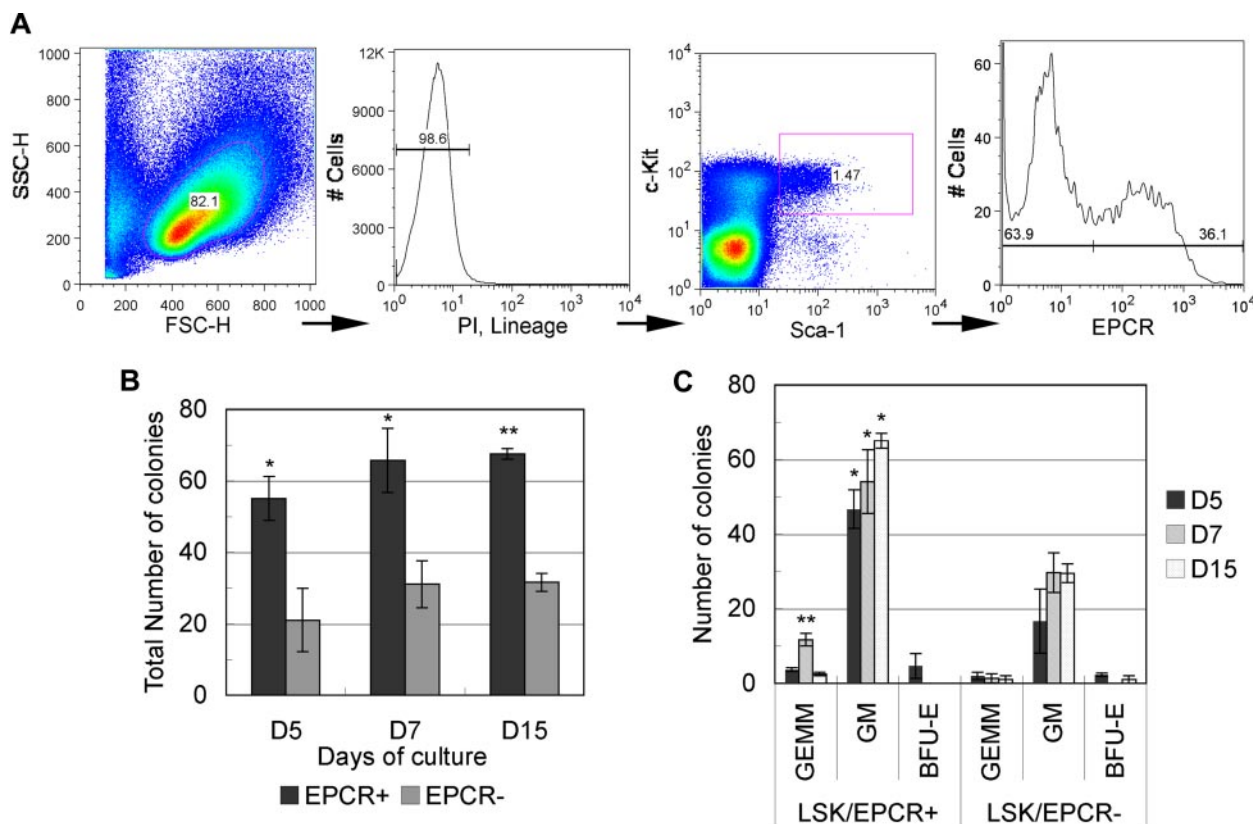 A
1000
800
600
400
200
0
SSC-H
82.1
0 200 400 600 800 1000
FSC-H
12K
9000
6000
3000
0
# Cells
98.6
10^0 10^1 10^2 10^3 10^4
PI, Lineage
10^4
10^3
10^2
10^1
10^0
c-Kit
1.47
10^0 10^1 10^2 10^3 10^4
Sca-1
60
40
20
0
# Cells
63.9 36.1
10^0 10^1 10^2 10^3 10^4
EPCR
B
80
60
40
20
0
Total Number of colonies
* * **
D5 D7 D15
Days of culture
EPCR+ EPCR-
C
80
60
40
20
0
Number of colonies
** * * *
GEMM GM BFU-E GEMM GM BFU-E
LSK/EPCR+ LSK/EPCR-
D5
D7
D15